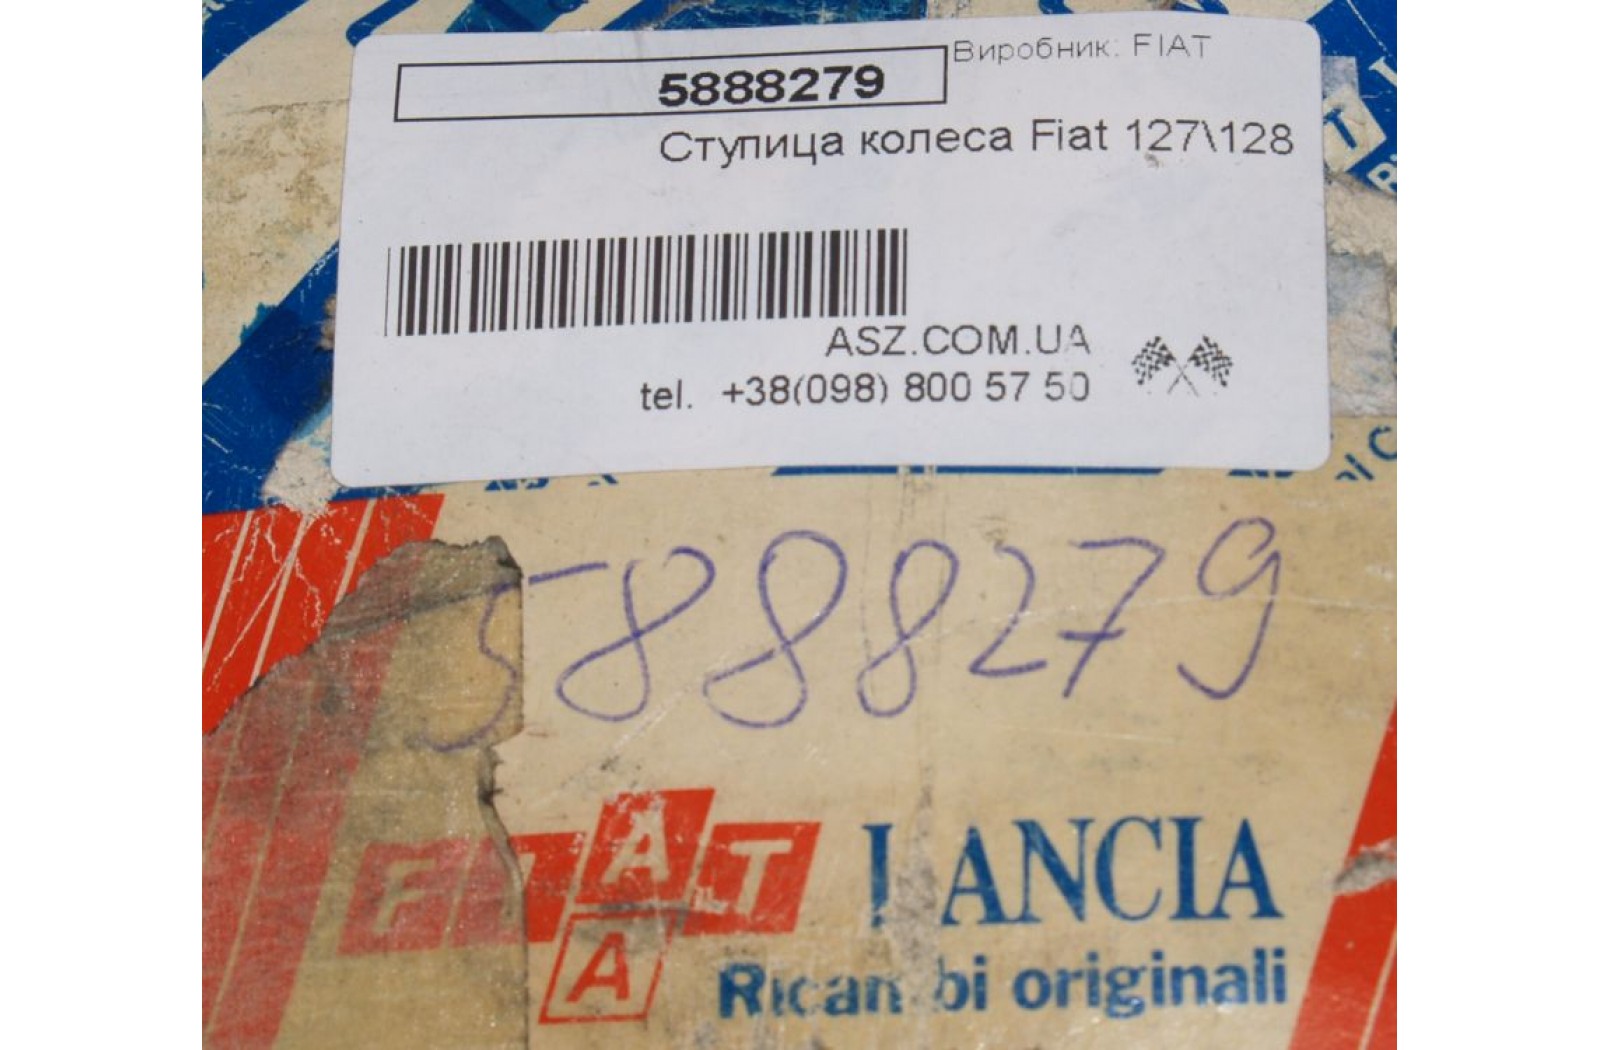 Виробник: FIAT
5888279
Ступица колеса Fiat 127\128
ASZ.COM.UA
tel. +38(098) 800 57 50
5888279
FIAT LANCIA
A
Ricambi originali